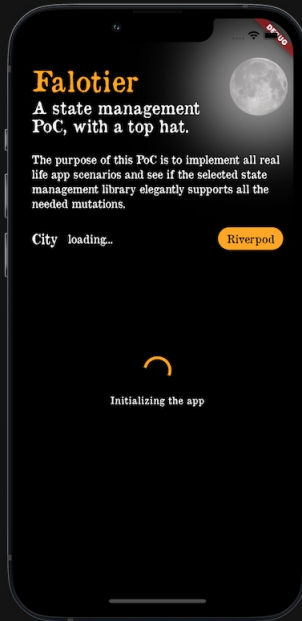 DEBUG
Falotier
A state management
PoC, with a top hat.
The purpose of this PoC is to implement all real
life app scenarios and see if the selected state
management library elegantly supports all the
needed mutations.
City loading... Riverpod
Initializing the app